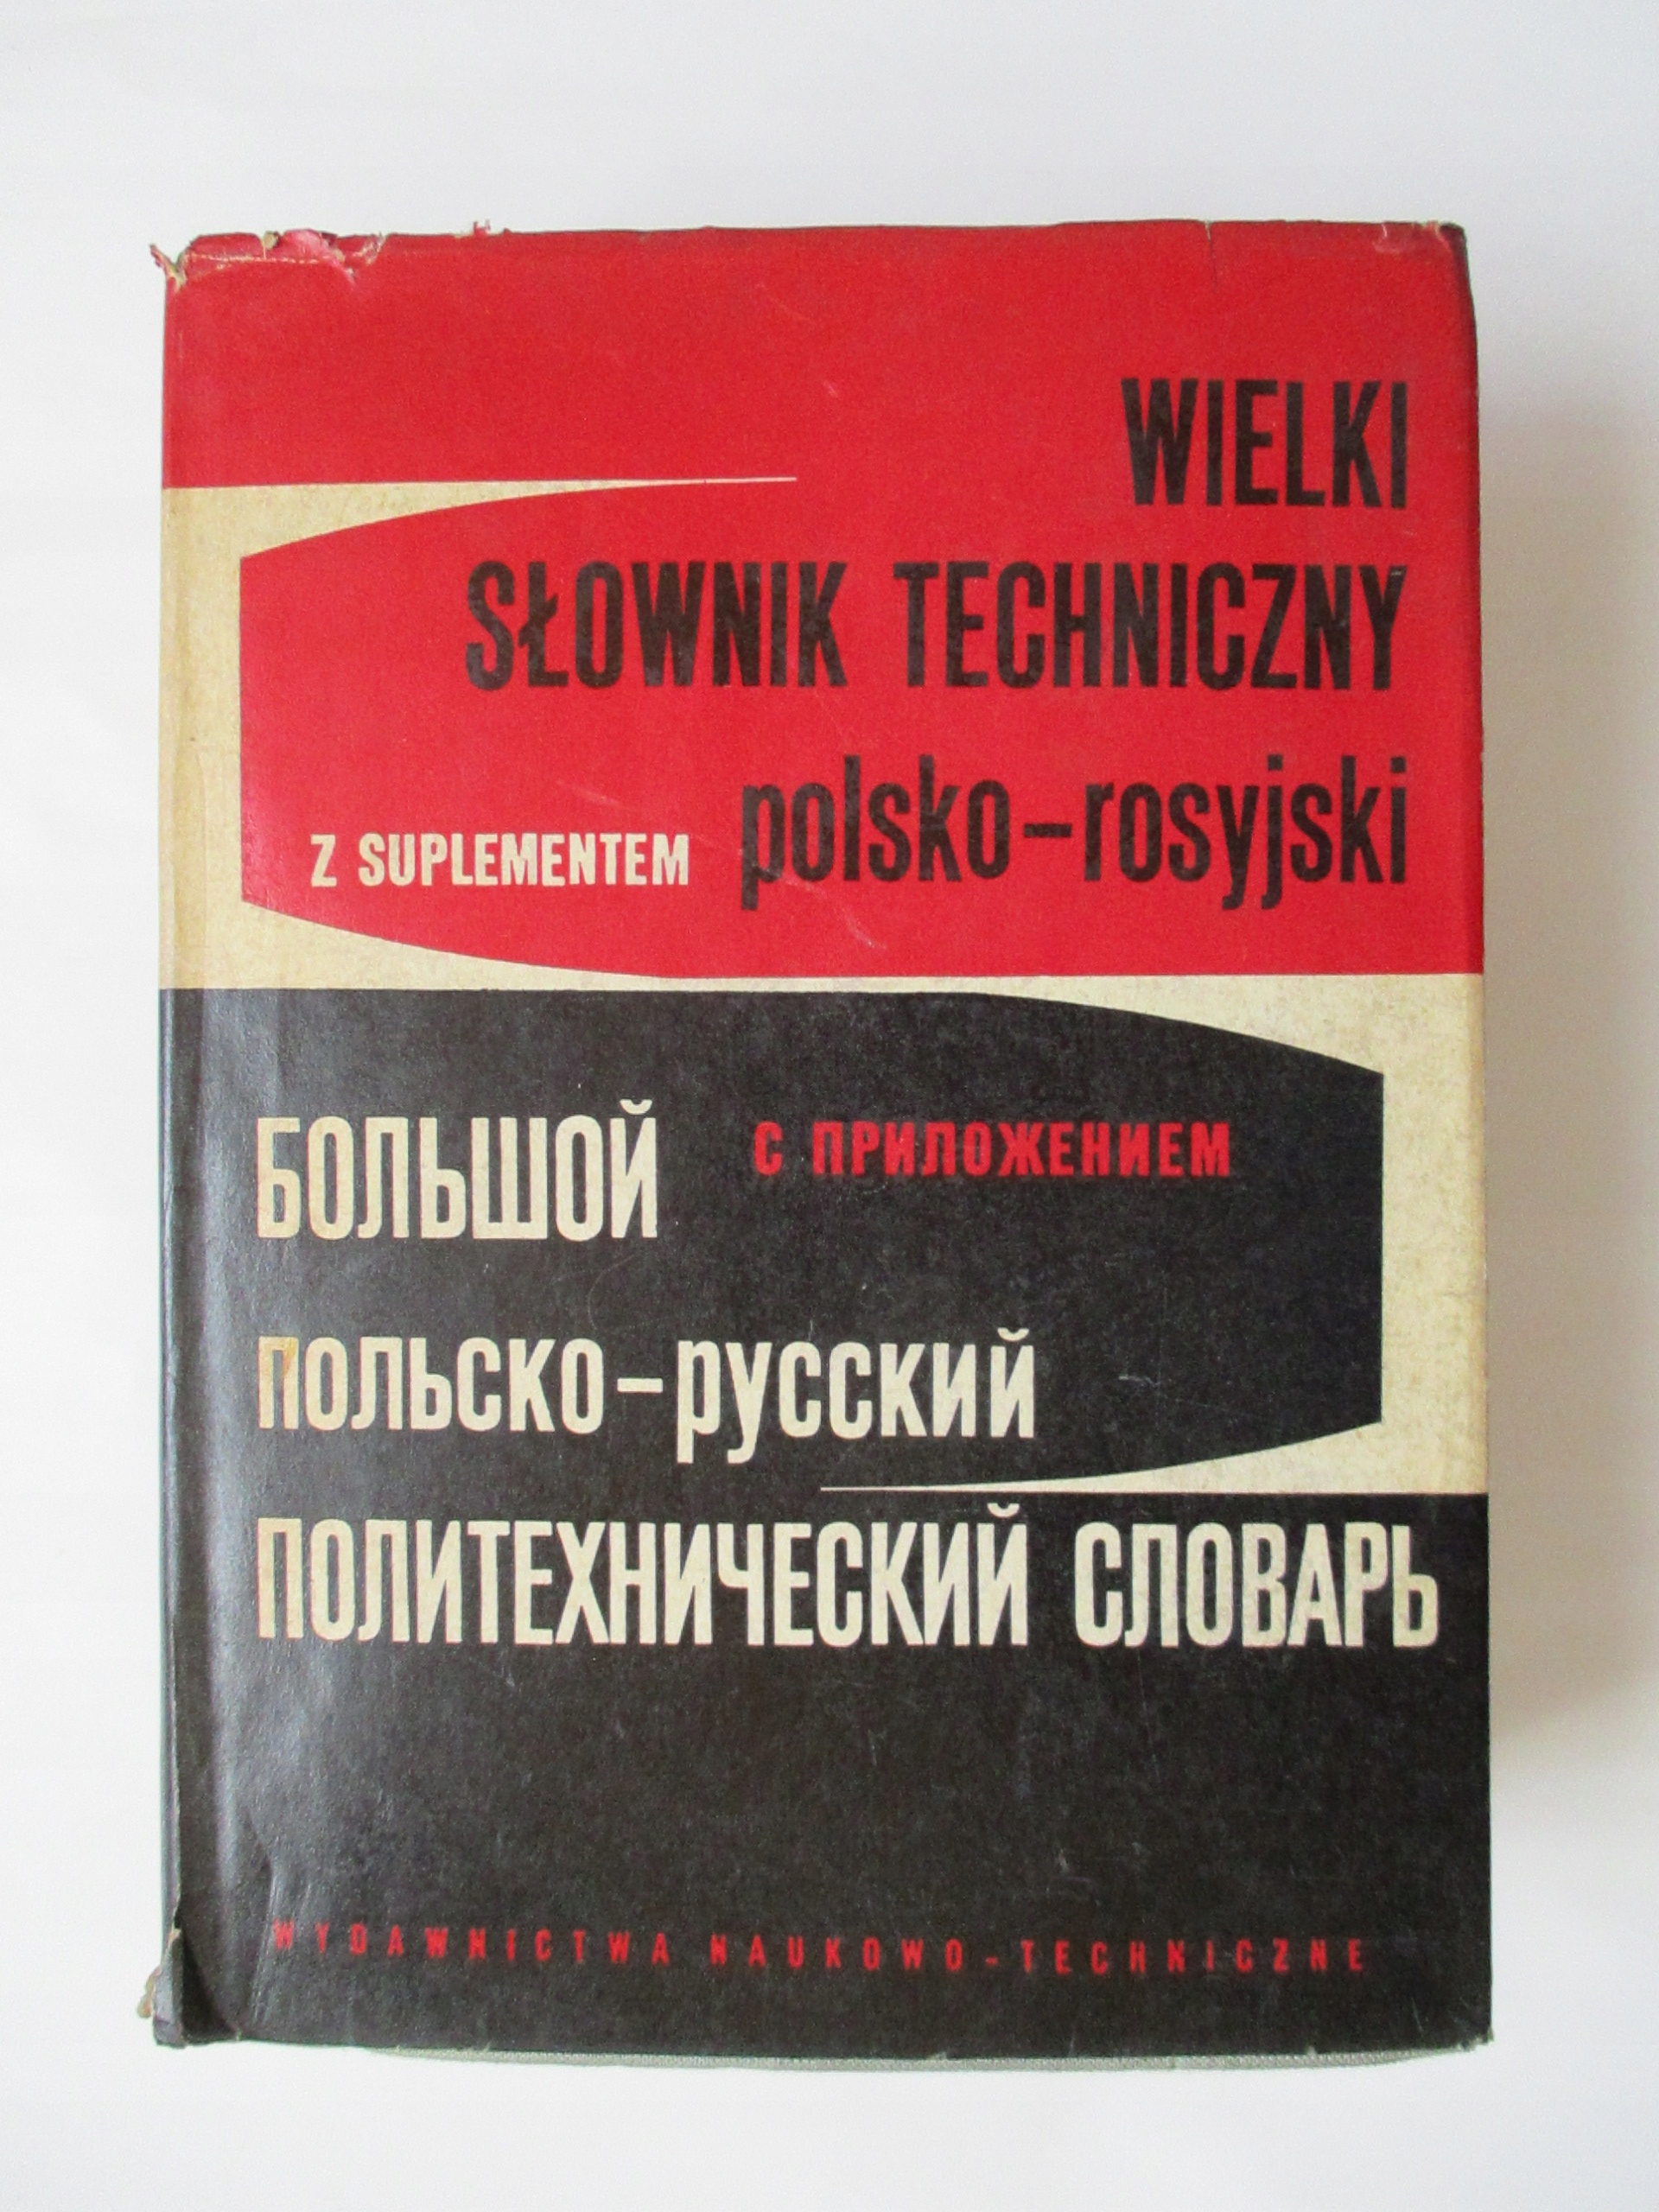 WIELKI
SŁOWNIK TECHNICZNY
Z SUPLEMENTEM polsko-rosyjski
БОЛЬШОЙ С ПРИЛОЖЕНИЕМ
польско-русский
ПОЛИТЕХНИЧЕСКИЙ СЛОВАРЬ
WYDAWNICTWA NAUKOWO-TECHNICZNE